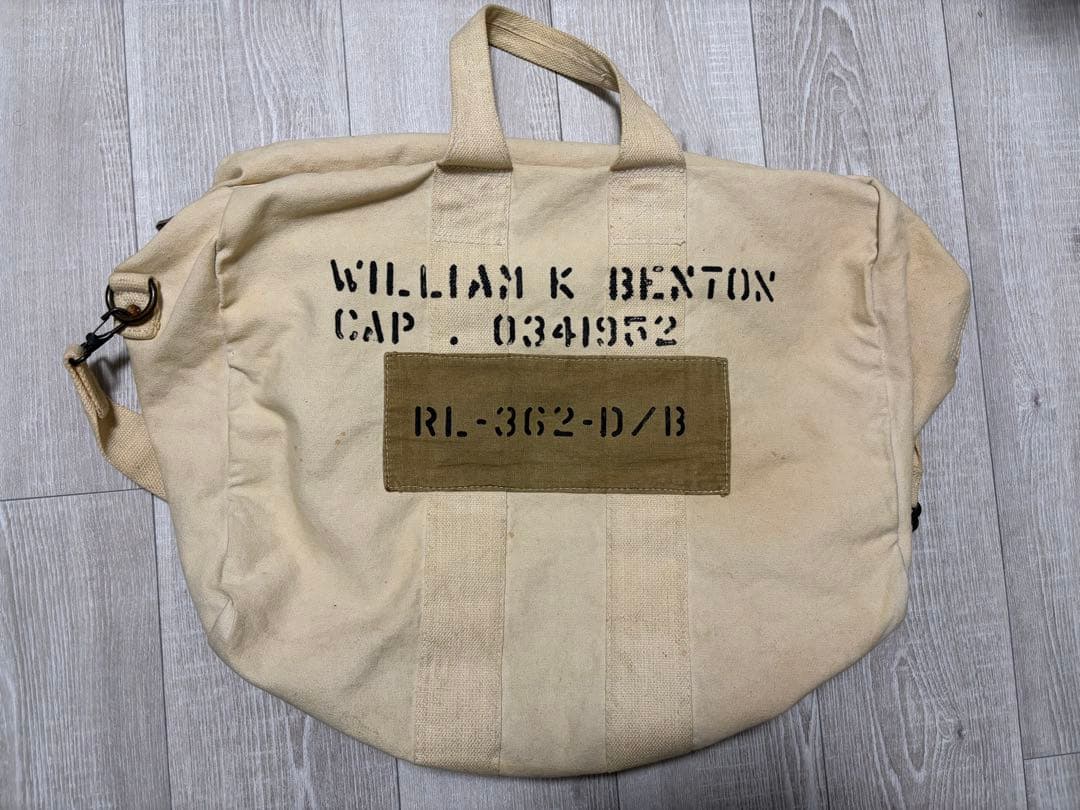 WILLIAM K BENTON
CAP . 0341952
RL-362-D/B